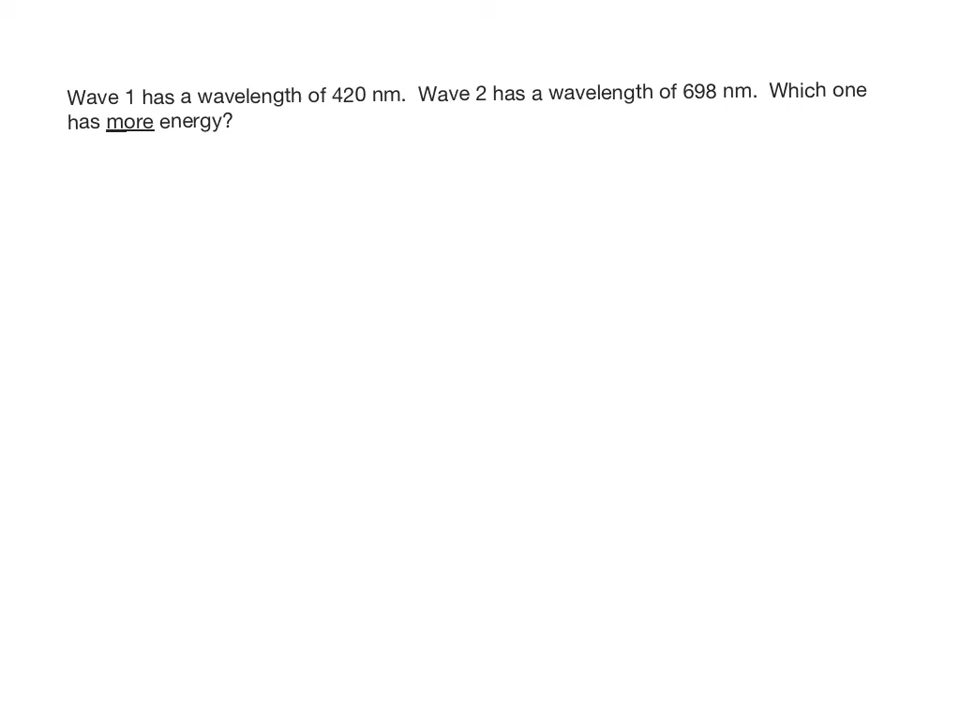 Wave 1 has a wavelength of 420 nm.  Wave 2 has a wavelength of 698 nm.  Which one
has more energy?